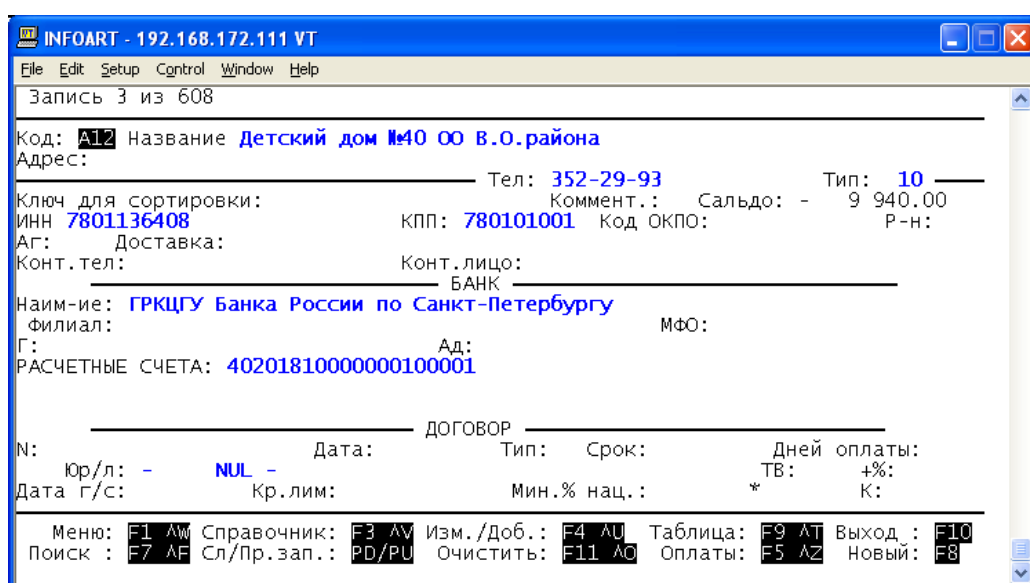 INFOART - 192.168.172.111 VT
File Edit Setup Control Window Help
Запись 3 из 608
Код: A12 Название Детский дом №40 ОО В.О.района
Адрес:
Тел: 352-29-93 Тип: 10
Ключ для сортировки: Коммент.: Сальдо: - 9 940.00
ИНН 7801136408 КПП: 780101001 Код ОКПО: Р-н:
Аг: Доставка:
Конт.тел: Конт.лицо:
БАНК
Наим-ие: ГРКЦГУ Банка России по Санкт-Петербургу
Филиал: МФО:
Г: Ад:
РАСЧЕТНЫЕ СЧЕТА: 40201810000000100001
ДОГОВОР
N: Дата: Тип: Срок: Дней оплаты:
Юр/л: - NUL - ТВ: +%:
Дата г/с: Кр.лим: Мин.% нац.: * К:
Меню: F1 ^W Справочник: F3 ^V Изм./Доб.: F4 ^U Таблица: F9 ^T Выход : F10
Поиск : F7 ^F Сл/Пр.зап.: PD/PU Очистить: F11 ^O Оплаты: F5 ^Z Новый: F8